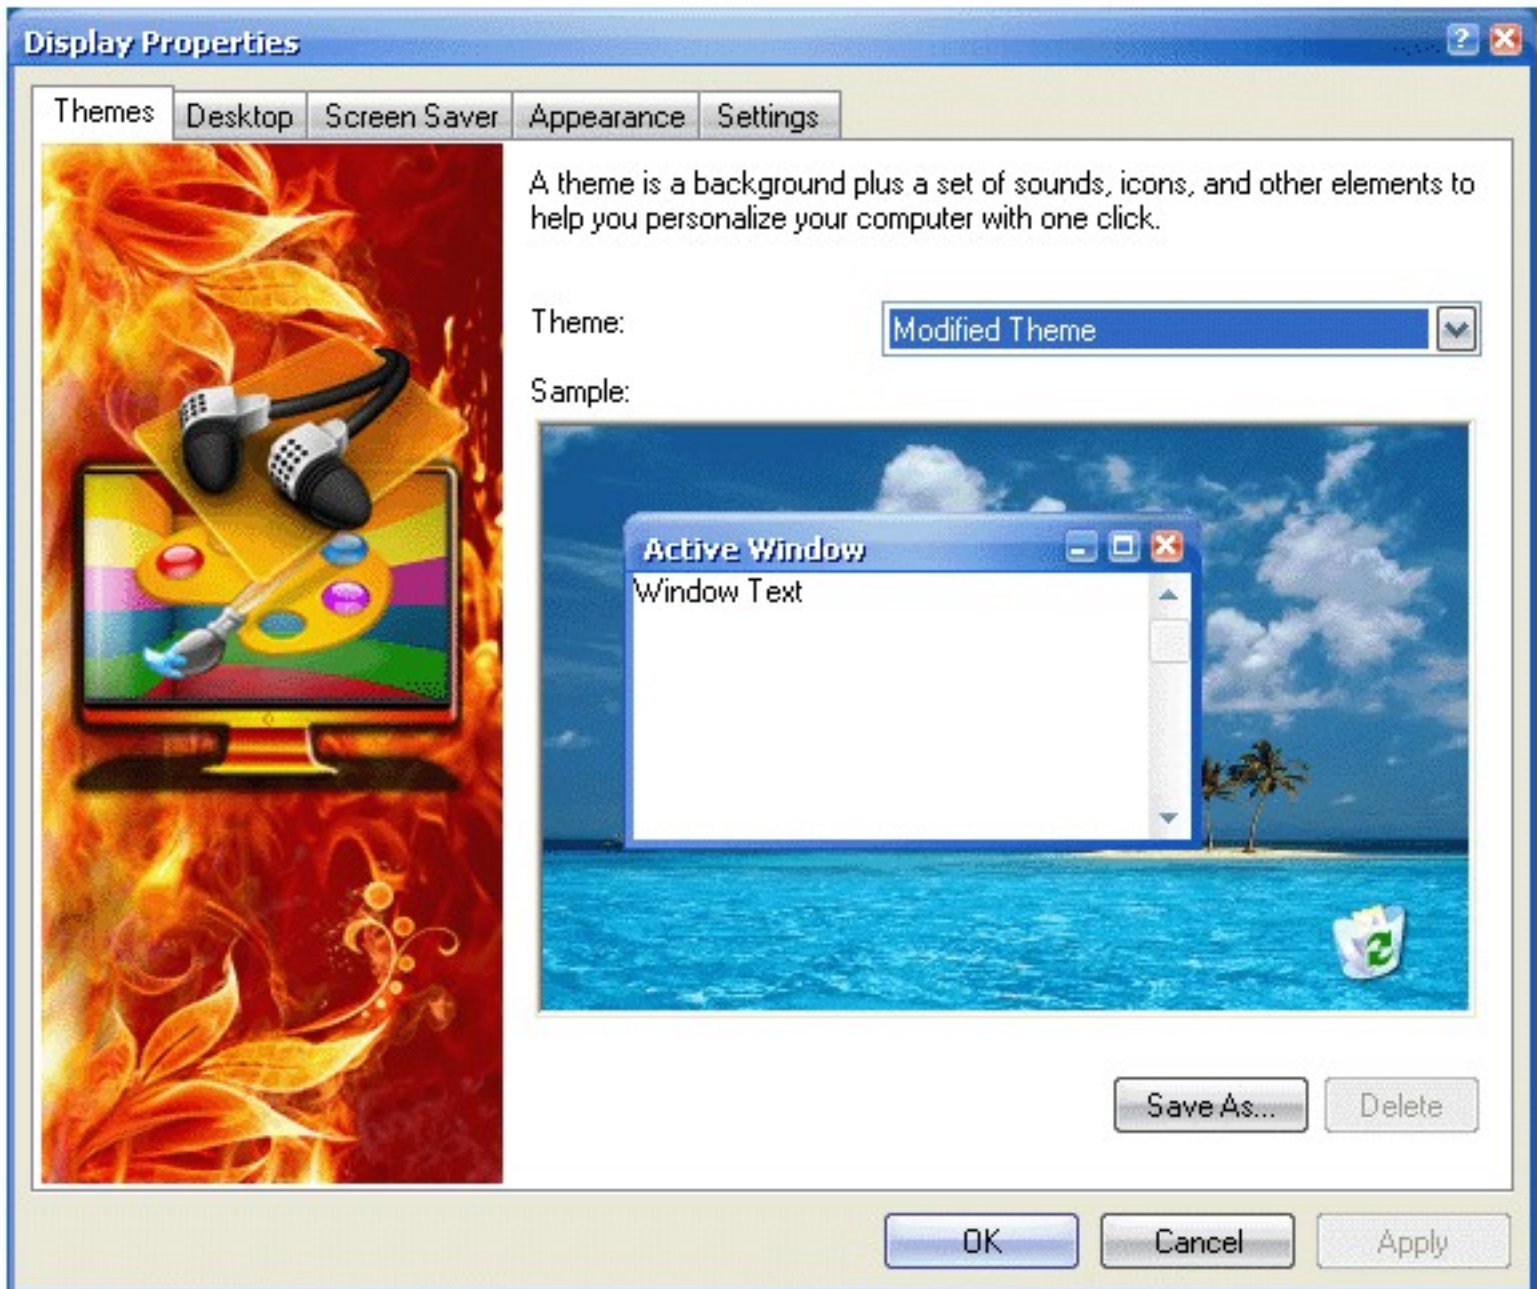 Display Properties
Themes
Desktop
Screen Saver
Appearance
Settings
A theme is a background plus a set of sounds, icons, and other elements to
help you personalize your computer with one click.
Theme:
Modified Theme
Sample:
Active Window
Window Text
Save As...
Delete
OK
Cancel
Apply